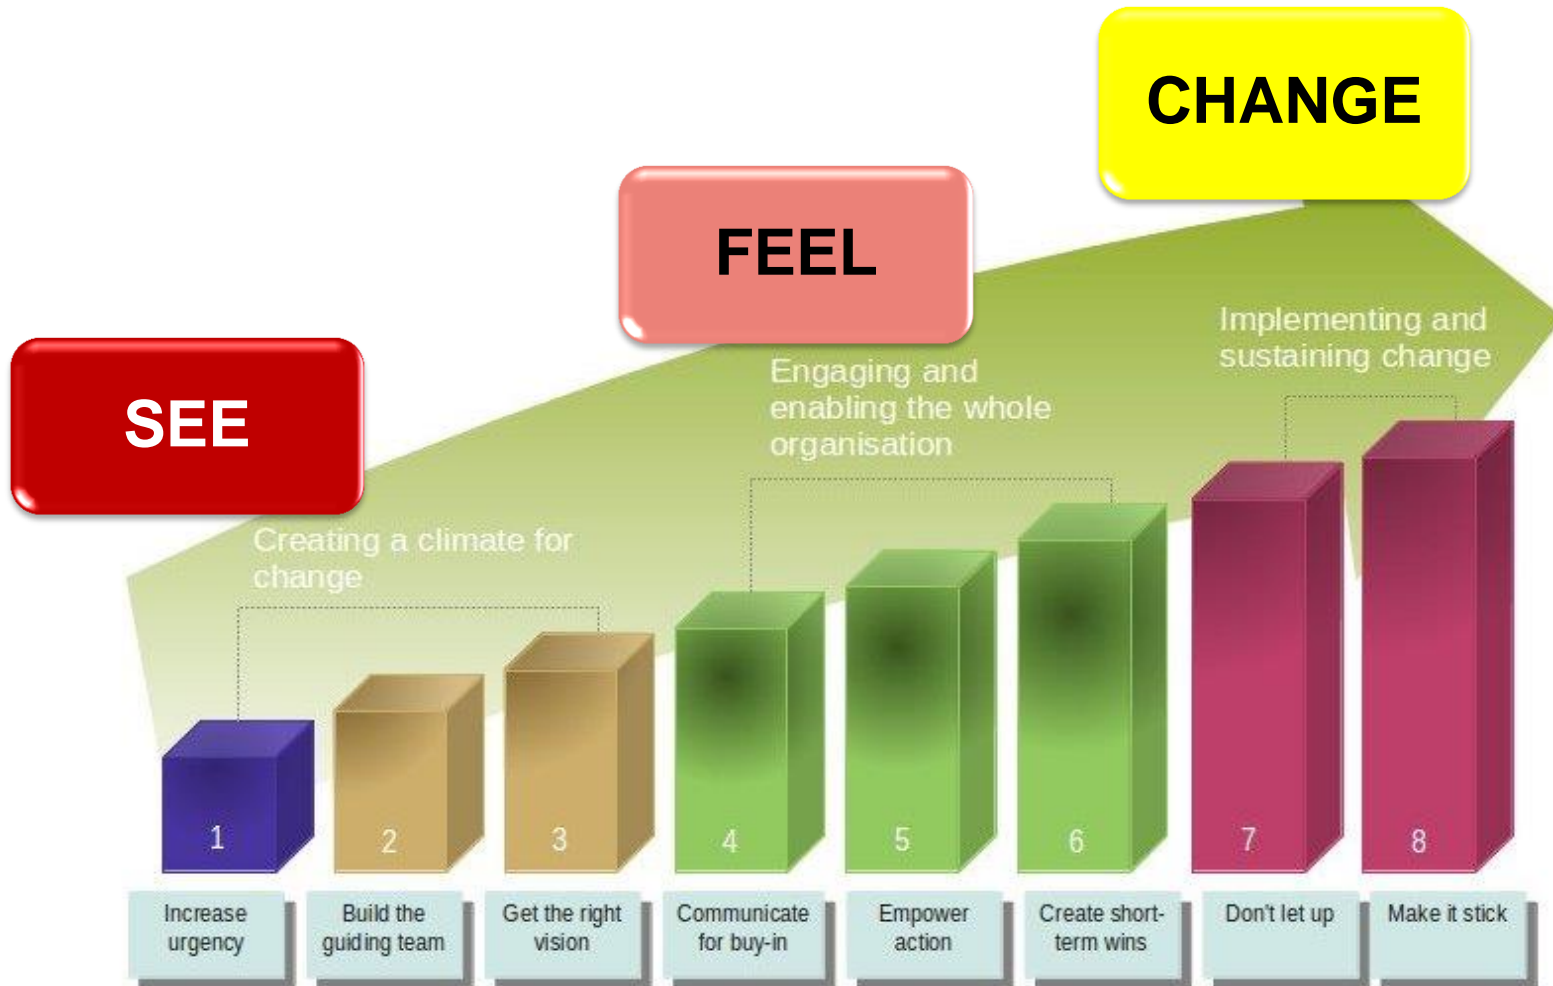 CHANGE
FEEL
SEE
Implementing and
sustaining change
Engaging and
enabling the whole
organisation
Creating a climate for
change
1
2
3
4
5
6
7
8
Increase
urgency
Build the
guiding team
Get the right
vision
Communicate
for buy-in
Empower
action
Create short-
term wins
Don't let up
Make it stick